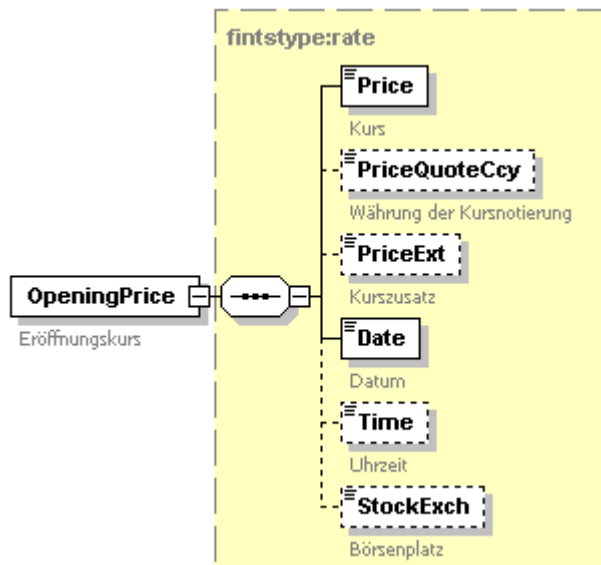 fintstype:rate
Price
Kurs
PriceQuoteCcy
Währung der Kursnotierung
PriceExt
Kurszusatz
OpeningPrice
Eröffnungskurs
Date
Datum
Time
Uhrzeit
StockExch
Börsenplatz